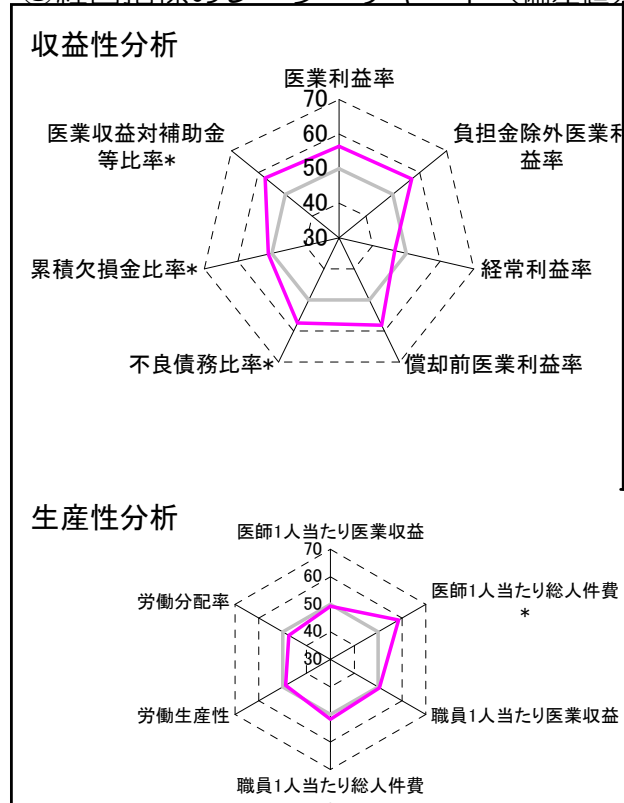 収益性分析
医業利益率
70
60
50
40
30
負担金除外医業利
益率
経常利益率
償却前医業利益率
不良債務比率*
累積欠損金比率*
医業収益対補助金
等比率*
生産性分析
医師1人当たり医業収益
70
60
50
40
30
医師1人当たり総人件費
*
職員1人当たり医業収益
職員1人当たり総人件費
労働生産性
労働分配率